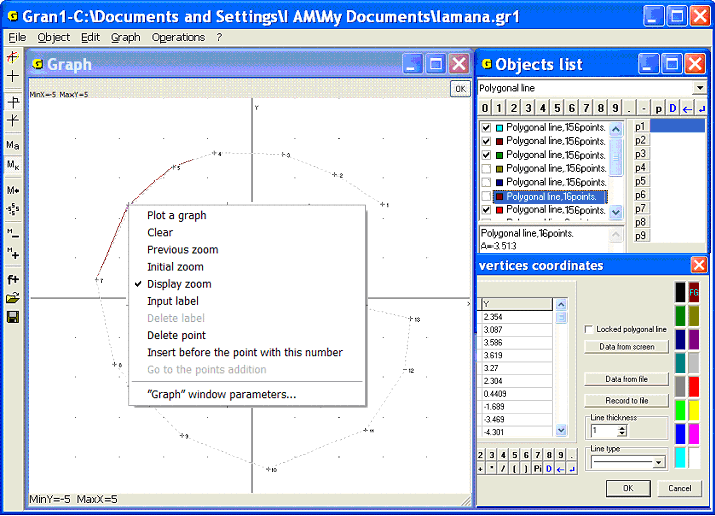 Gran1-C:\Documents and Settings\I AM\My Documents\lamana.gr1
File Object Edit Graph Operations ?
Graph
MinX=-5 MaxY=5
OK
Y
4
3
2
5
1
7
13
8
12
9
11
10
MinY=-5 MaxX=5
Plot a graph
Clear
Previous zoom
Initial zoom
Display zoom
Input label
Delete label
Delete point
Insert before the point with this number
Go to the points addition
"Graph" window parameters...
Objects list
Polygonal line
0 1 2 3 4 5 6 7 8 9 . - p D ← ↲
Polygonal line,156points.
Polygonal line,156points.
Polygonal line,156points.
Polygonal line,156points.
Polygonal line,156points.
Polygonal line,16points.
Polygonal line,156points.
p1
p2
p3
p4
p5
p6
p7
p8
p9
Polygonal line,16points.
A=-3.513
vertices coordinates
Y
2.354
3.087
3.586
3.619
3.27
2.304
0.4409
-1.689
-3.469
-4.301
2 3 4 5 6 7 8 9 .
+ * / ( ) Pi D ← ↲
FG
Locked polygonal line
Data from screen
Data from file
Record to file
Line thickness
1
Line type
OK Cancel